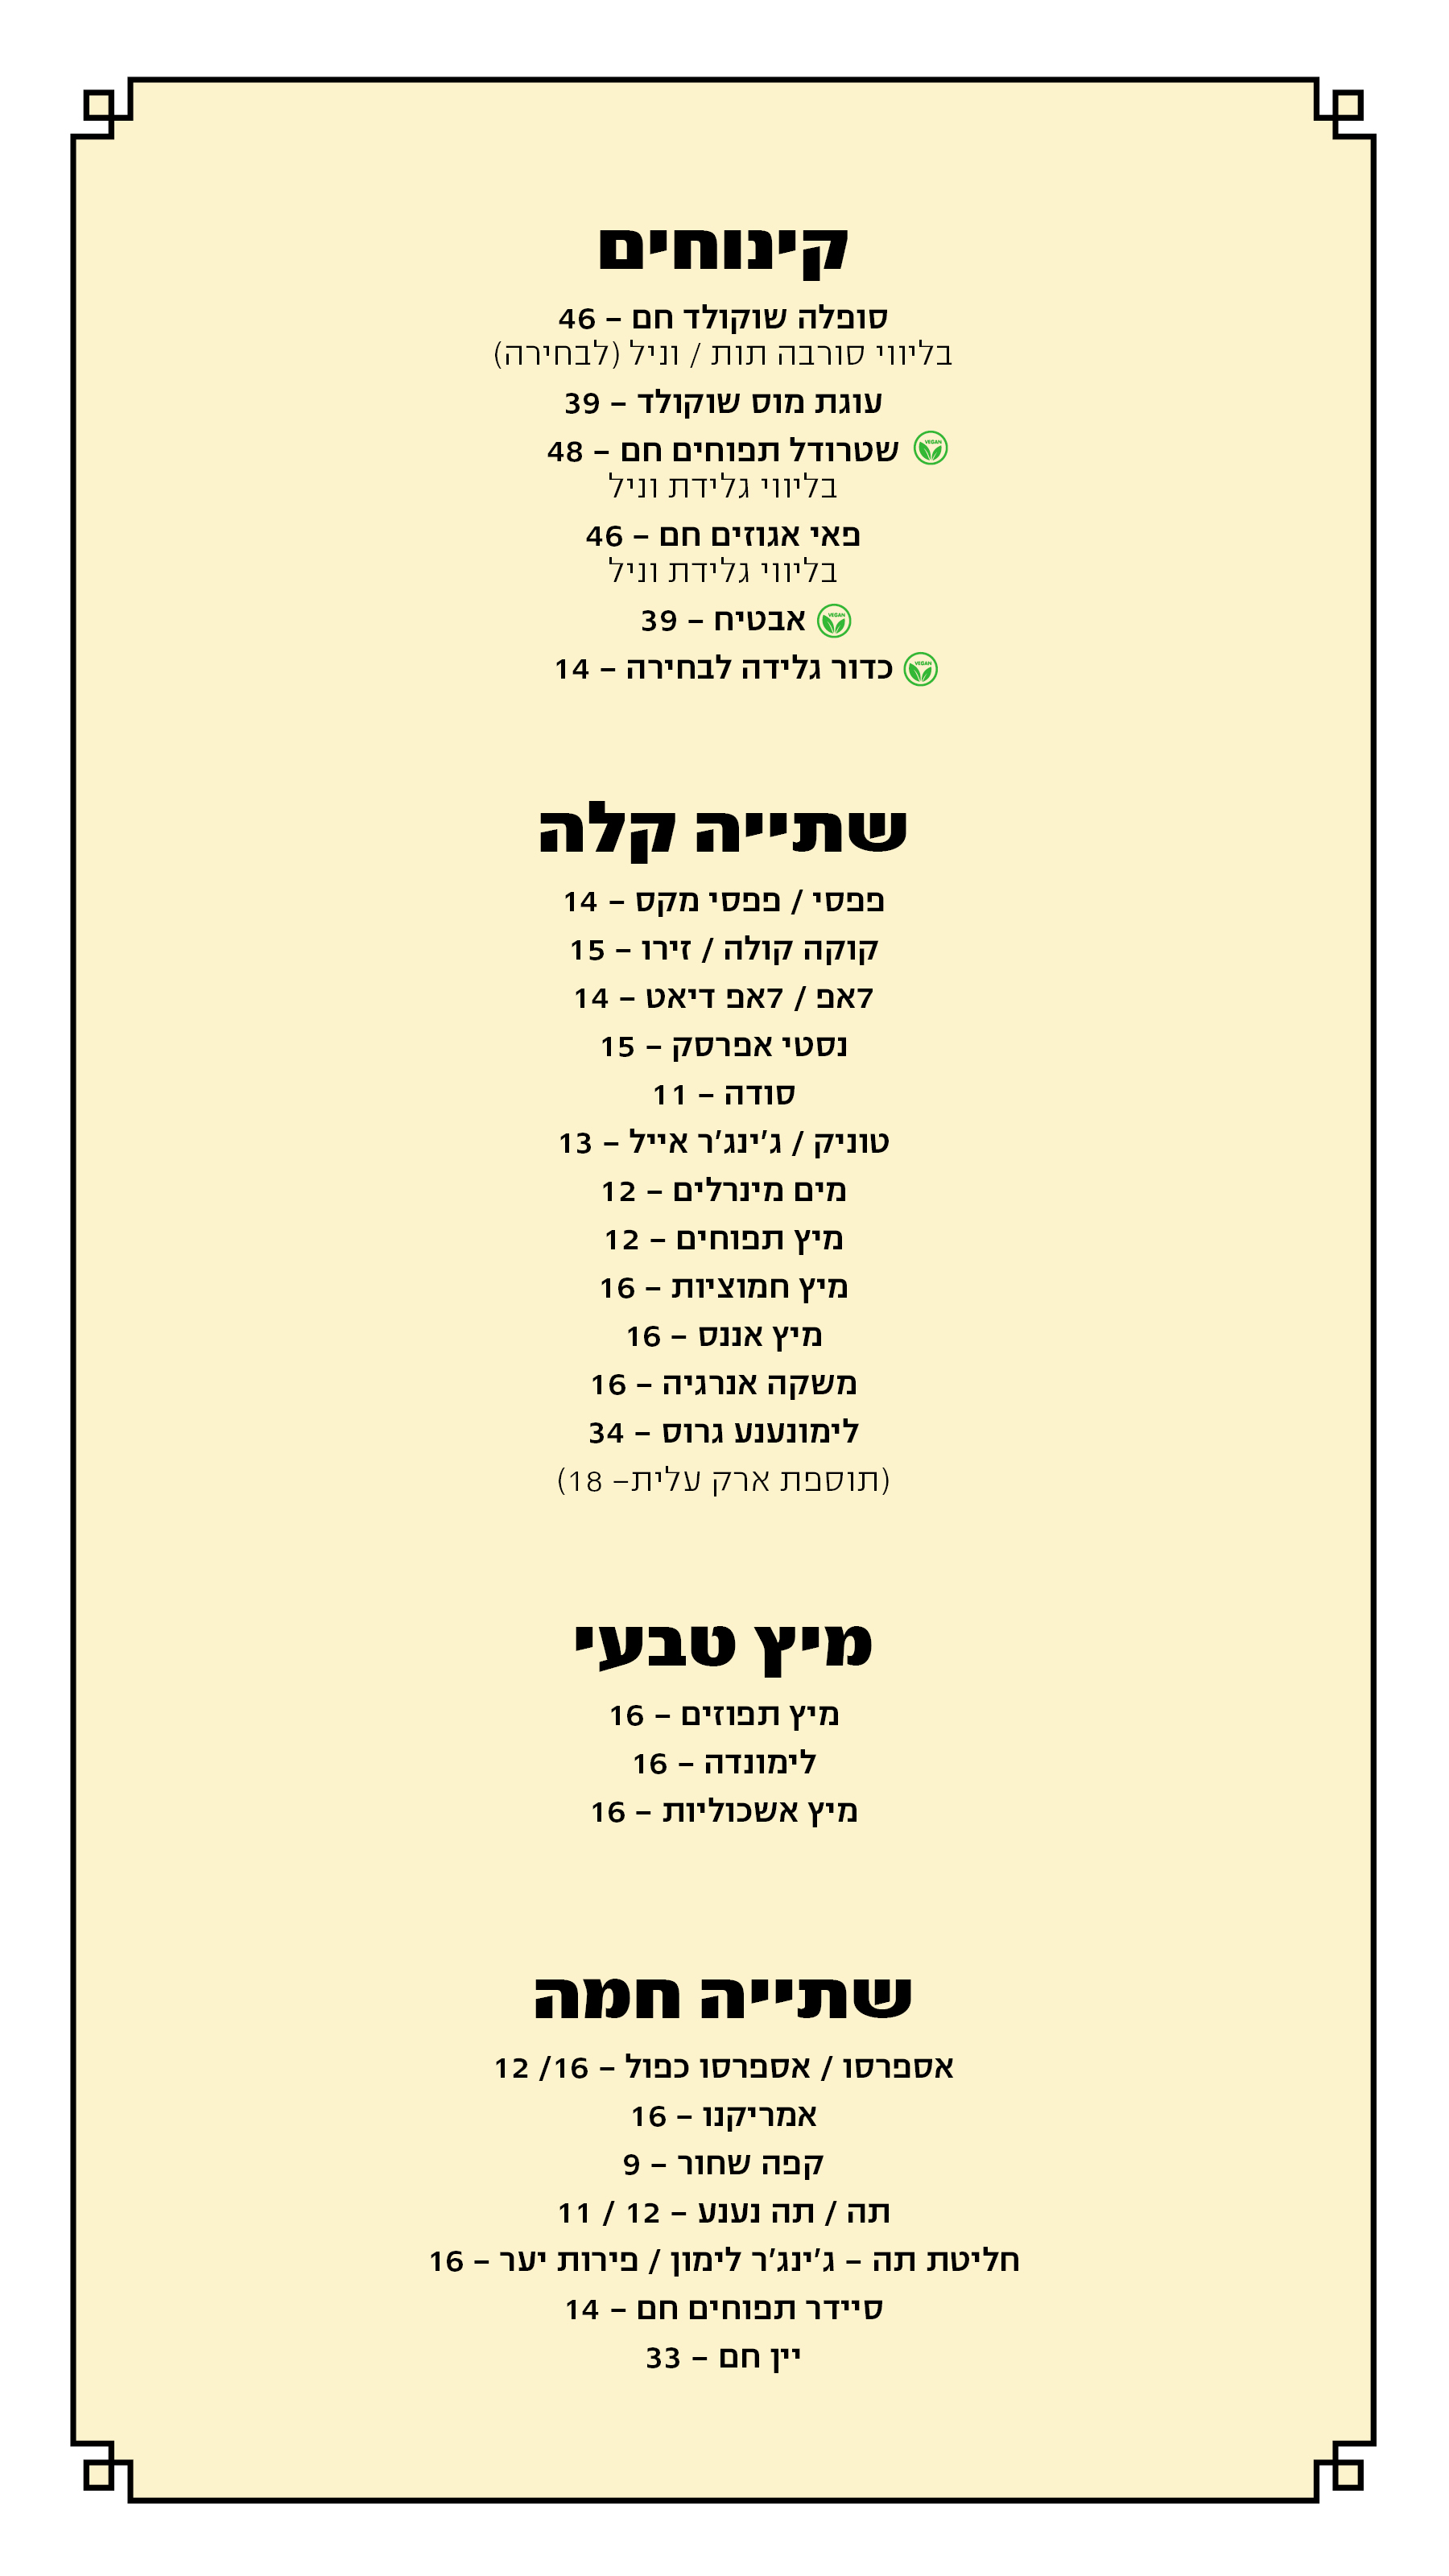 קינוחים
סופלה שוקולד חם – 46
בליווי סורבה תות / וניל (לבחירה)
עוגת מוס שוקולד – 39
VEGAN שטרודל תפוחים חם – 48
בליווי גלידת וניל
פאי אגוזים חם – 46
בליווי גלידת וניל
VEGAN אבטיח – 39
VEGAN כדור גלידה לבחירה – 14
שתייה קלה
פפסי / פפסי מקס – 14
קוקה קולה / זירו – 15
7אפ / 7אפ דיאט – 14
נסטי אפרסק – 15
סודה – 11
טוניק / ג'ינג'ר אייל – 13
מים מינרלים – 12
מיץ תפוחים – 12
מיץ חמוציות – 16
מיץ אננס – 16
משקה אנרגיה – 16
לימונענע גרוס – 34
(תוספת ארק עלית– 18)
מיץ טבעי
מיץ תפוזים – 16
לימונדה – 16
מיץ אשכוליות – 16
שתייה חמה
אספרסו / אספרסו כפול – 16/ 12
אמריקנו – 16
קפה שחור – 9
תה / תה נענע – 12 / 11
חליטת תה – ג'ינג'ר לימון / פירות יער – 16
סיידר תפוחים חם – 14
יין חם – 33